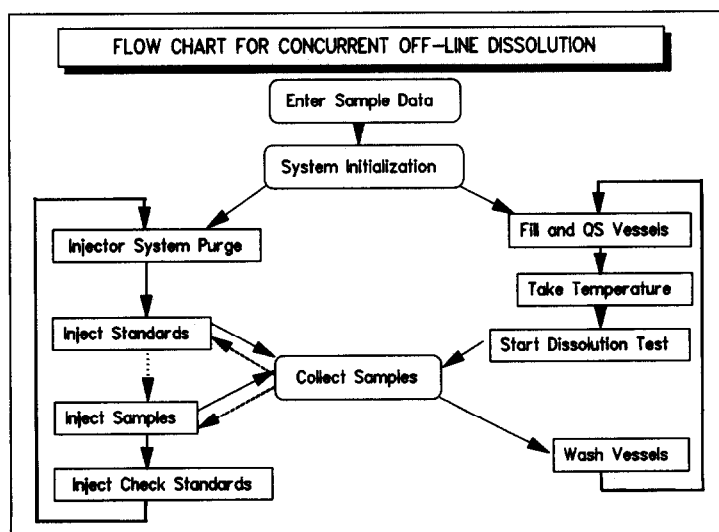 FLOW CHART FOR CONCURRENT OFF-LINE DISSOLUTION
Enter Sample Data
System Initialization
Injector System Purge
Fill and QS Vessels
Take Temperature
Inject Standards
Start Dissolution Test
Collect Samples
Inject Samples
Wash Vessels
Inject Check Standards